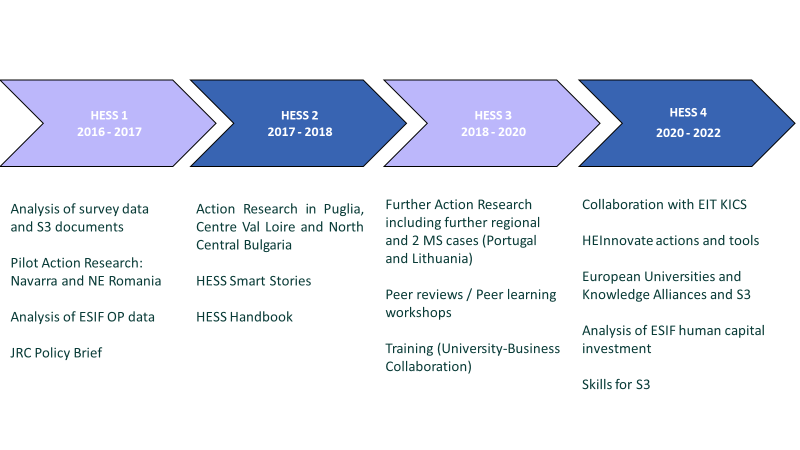 HESS 1
2016 - 2017
HESS 2
2017 - 2018
HESS 3
2018 - 2020
HESS 4
2020 - 2022
Analysis of survey data
and S3 documents
Pilot Action Research:
Navarra and NE Romania
Analysis of ESIF OP data
JRC Policy Brief
Action Research in Puglia,
Centre Val Loire and North
Central Bulgaria
HESS Smart Stories
HESS Handbook
Further Action Research
including further regional
and 2 MS cases (Portugal
and Lithuania)
Peer reviews / Peer learning
workshops
Training (University-Business
Collaboration)
Collaboration with EIT KICS
HEInnovate actions and tools
European Universities and
Knowledge Alliances and S3
Analysis of ESIF human capital
investment
Skills for S3